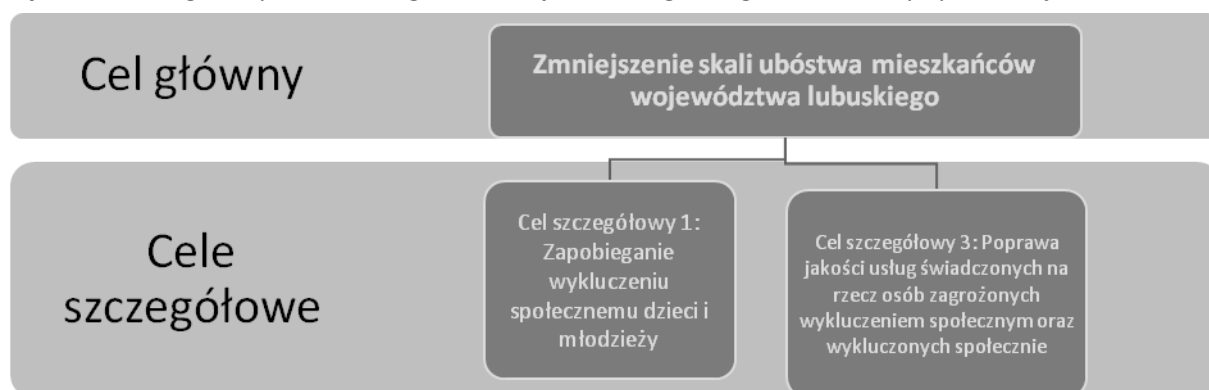 Cel główny
Zmniejszenie skali ubóstwa mieszkańców
województwa lubuskiego
Cele
szczegółowe
Cel szczegółowy 1:
Zapobieganie
wykluczeniu
społecznemu dzieci i
młodzieży
Cel szczegółowy 3: Poprawa
jakości usług świadczonych na
rzecz osób zagrożonych
wykluczeniem społecznym oraz
wykluczonych społecznie